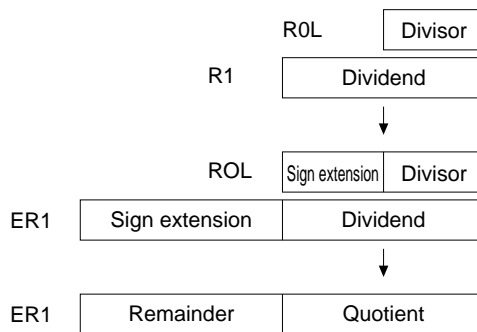 R0L Divisor
R1 Dividend
ROL Sign extension Divisor
ER1 Sign extension Dividend
ER1 Remainder Quotient